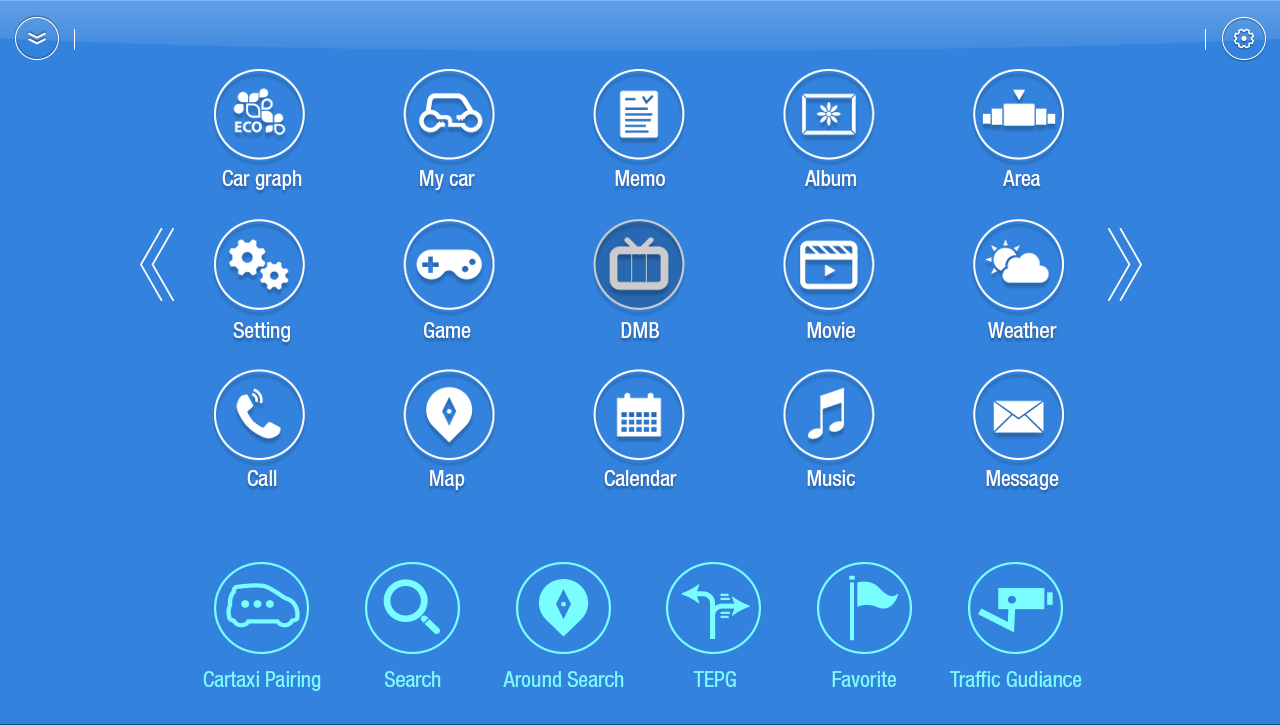 ECO
Car graph
My car
Memo
Album
Area
Setting
Game
DMB
Movie
Weather
Call
Map
Calendar
Music
Message
Cartaxi Pairing
Search
Around Search
TEPG
Favorite
Traffic Gudiance